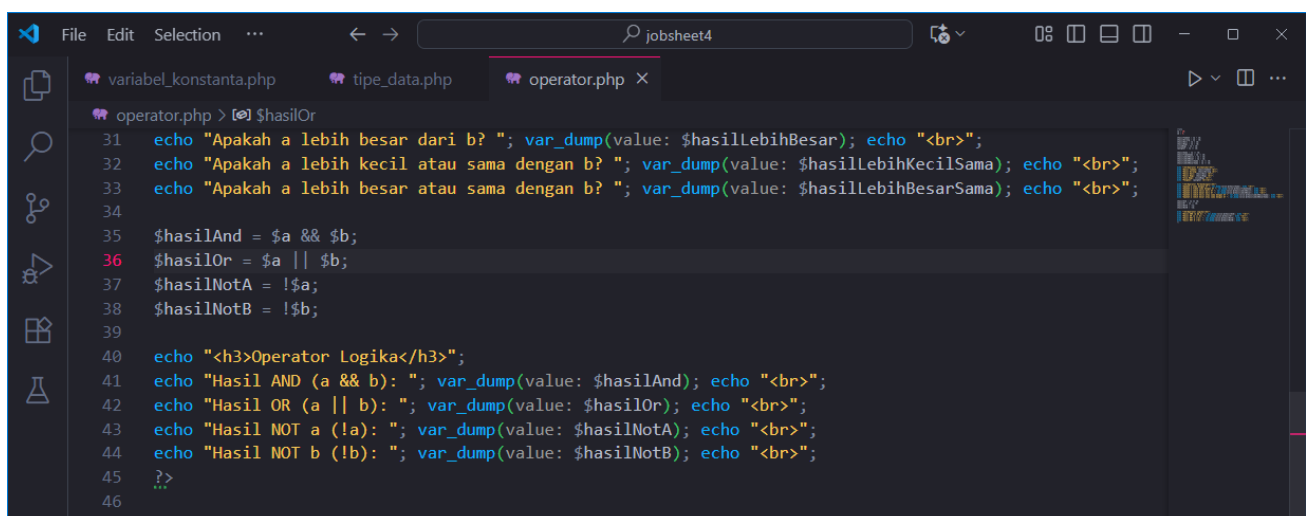 File Edit Selection ··· ← → jobsheet4
variabel_konstanta.php tipe_data.php operator.php ×
operator.php > $hasilOr
31 echo "Apakah a lebih besar dari b? "; var_dump(value: $hasilLebihBesar); echo "<br>";
32 echo "Apakah a lebih kecil atau sama dengan b? "; var_dump(value: $hasilLebihKecilSama); echo "<br>";
33 echo "Apakah a lebih besar atau sama dengan b? "; var_dump(value: $hasilLebihBesarSama); echo "<br>";
34
35 $hasilAnd = $a && $b;
36 $hasilOr = $a || $b;
37 $hasilNotA = !$a;
38 $hasilNotB = !$b;
39
40 echo "<h3>Operator Logika</h3>";
41 echo "Hasil AND (a && b): "; var_dump(value: $hasilAnd); echo "<br>";
42 echo "Hasil OR (a || b): "; var_dump(value: $hasilOr); echo "<br>";
43 echo "Hasil NOT a (!a): "; var_dump(value: $hasilNotA); echo "<br>";
44 echo "Hasil NOT b (!b): "; var_dump(value: $hasilNotB); echo "<br>";
45 ?>
46